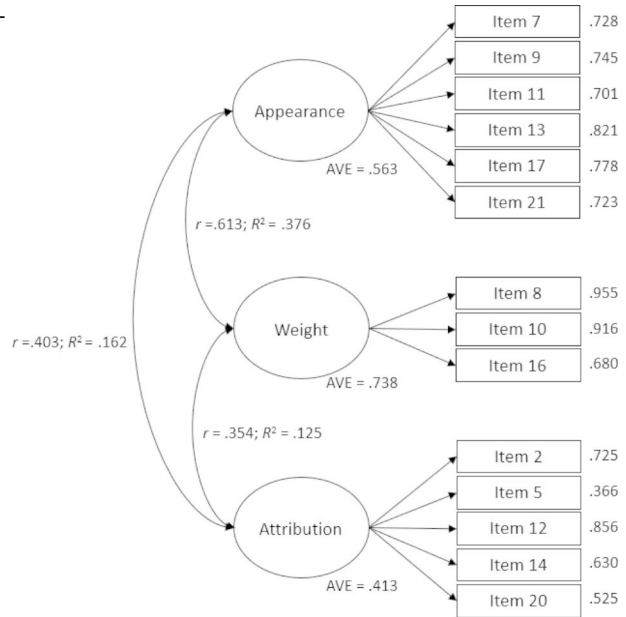 Item 7 .728
Item 9 .745
Appearance
Item 11 .701
Item 13 .821
Item 17 .778
AVE = .563
Item 21 .723
r =.613; R² = .376
Item 8 .955
Weight
Item 10 .916
r =.403; R² = .162
Item 16 .680
AVE = .738
r = .354; R² = .125
Item 2 .725
Item 5 .366
Attribution
Item 12 .856
Item 14 .630
AVE = .413
Item 20 .525